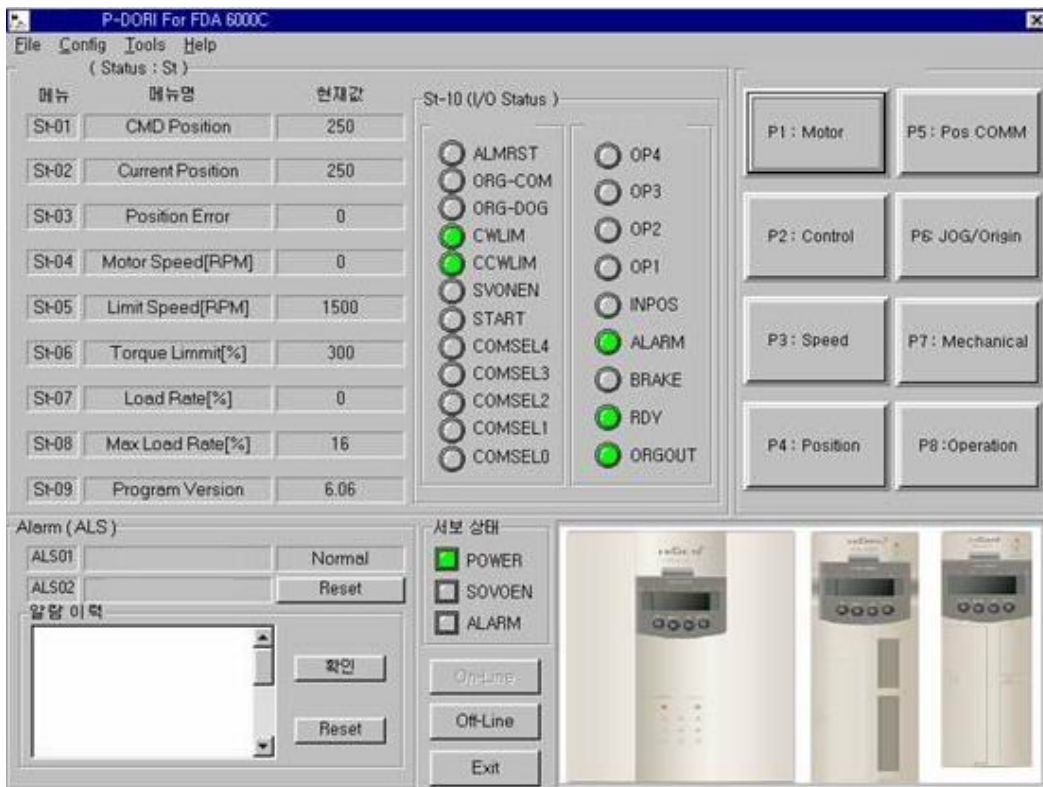 P-DORI For FDA 6000C
File Config Tools Help
( Status : St )
메뉴 메뉴명 현재값
St-01 CMD Position 250
St-02 Current Position 250
St-03 Position Error 0
St-04 Motor Speed[RPM] 0
St-05 Limit Speed[RPM] 1500
St-06 Torque Limmit[%] 300
St-07 Load Rate[%] 0
St-08 Max Load Rate[%] 16
St-09 Program Version 6.06
St-10 (I/O Status )
ALMRST
ORG-COM
ORG-DOG
CWLIM
CCWLIM
SVONEN
START
COMSEL4
COMSEL3
COMSEL2
COMSEL1
COMSEL0
OP4
OP3
OP2
OP1
INPOS
ALARM
BRAKE
RDY
ORGOUT
P1 : Motor
P5 : Pos COMM
P2 : Control
P6: JOG/Origin
P3 : Speed
P7 : Mechanical
P4 : Position
P8 :Operation
Alarm ( ALS )
ALS01 Normal
ALS02 Reset
알람 이력
확인
Reset
서보 상태
POWER
SOVOEN
ALARM
On-Line
Off-Line
Exit